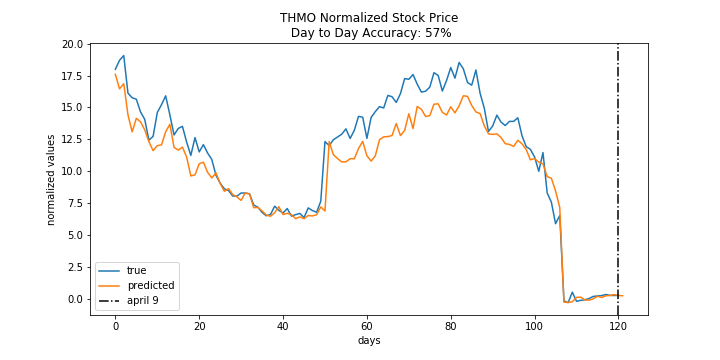 THMO Normalized Stock Price
Day to Day Accuracy: 57%
normalized values
20.0
17.5
15.0
12.5
10.0
7.5
5.0
2.5
0.0
true
predicted
april 9
0 20 40 60 80 100 120
days